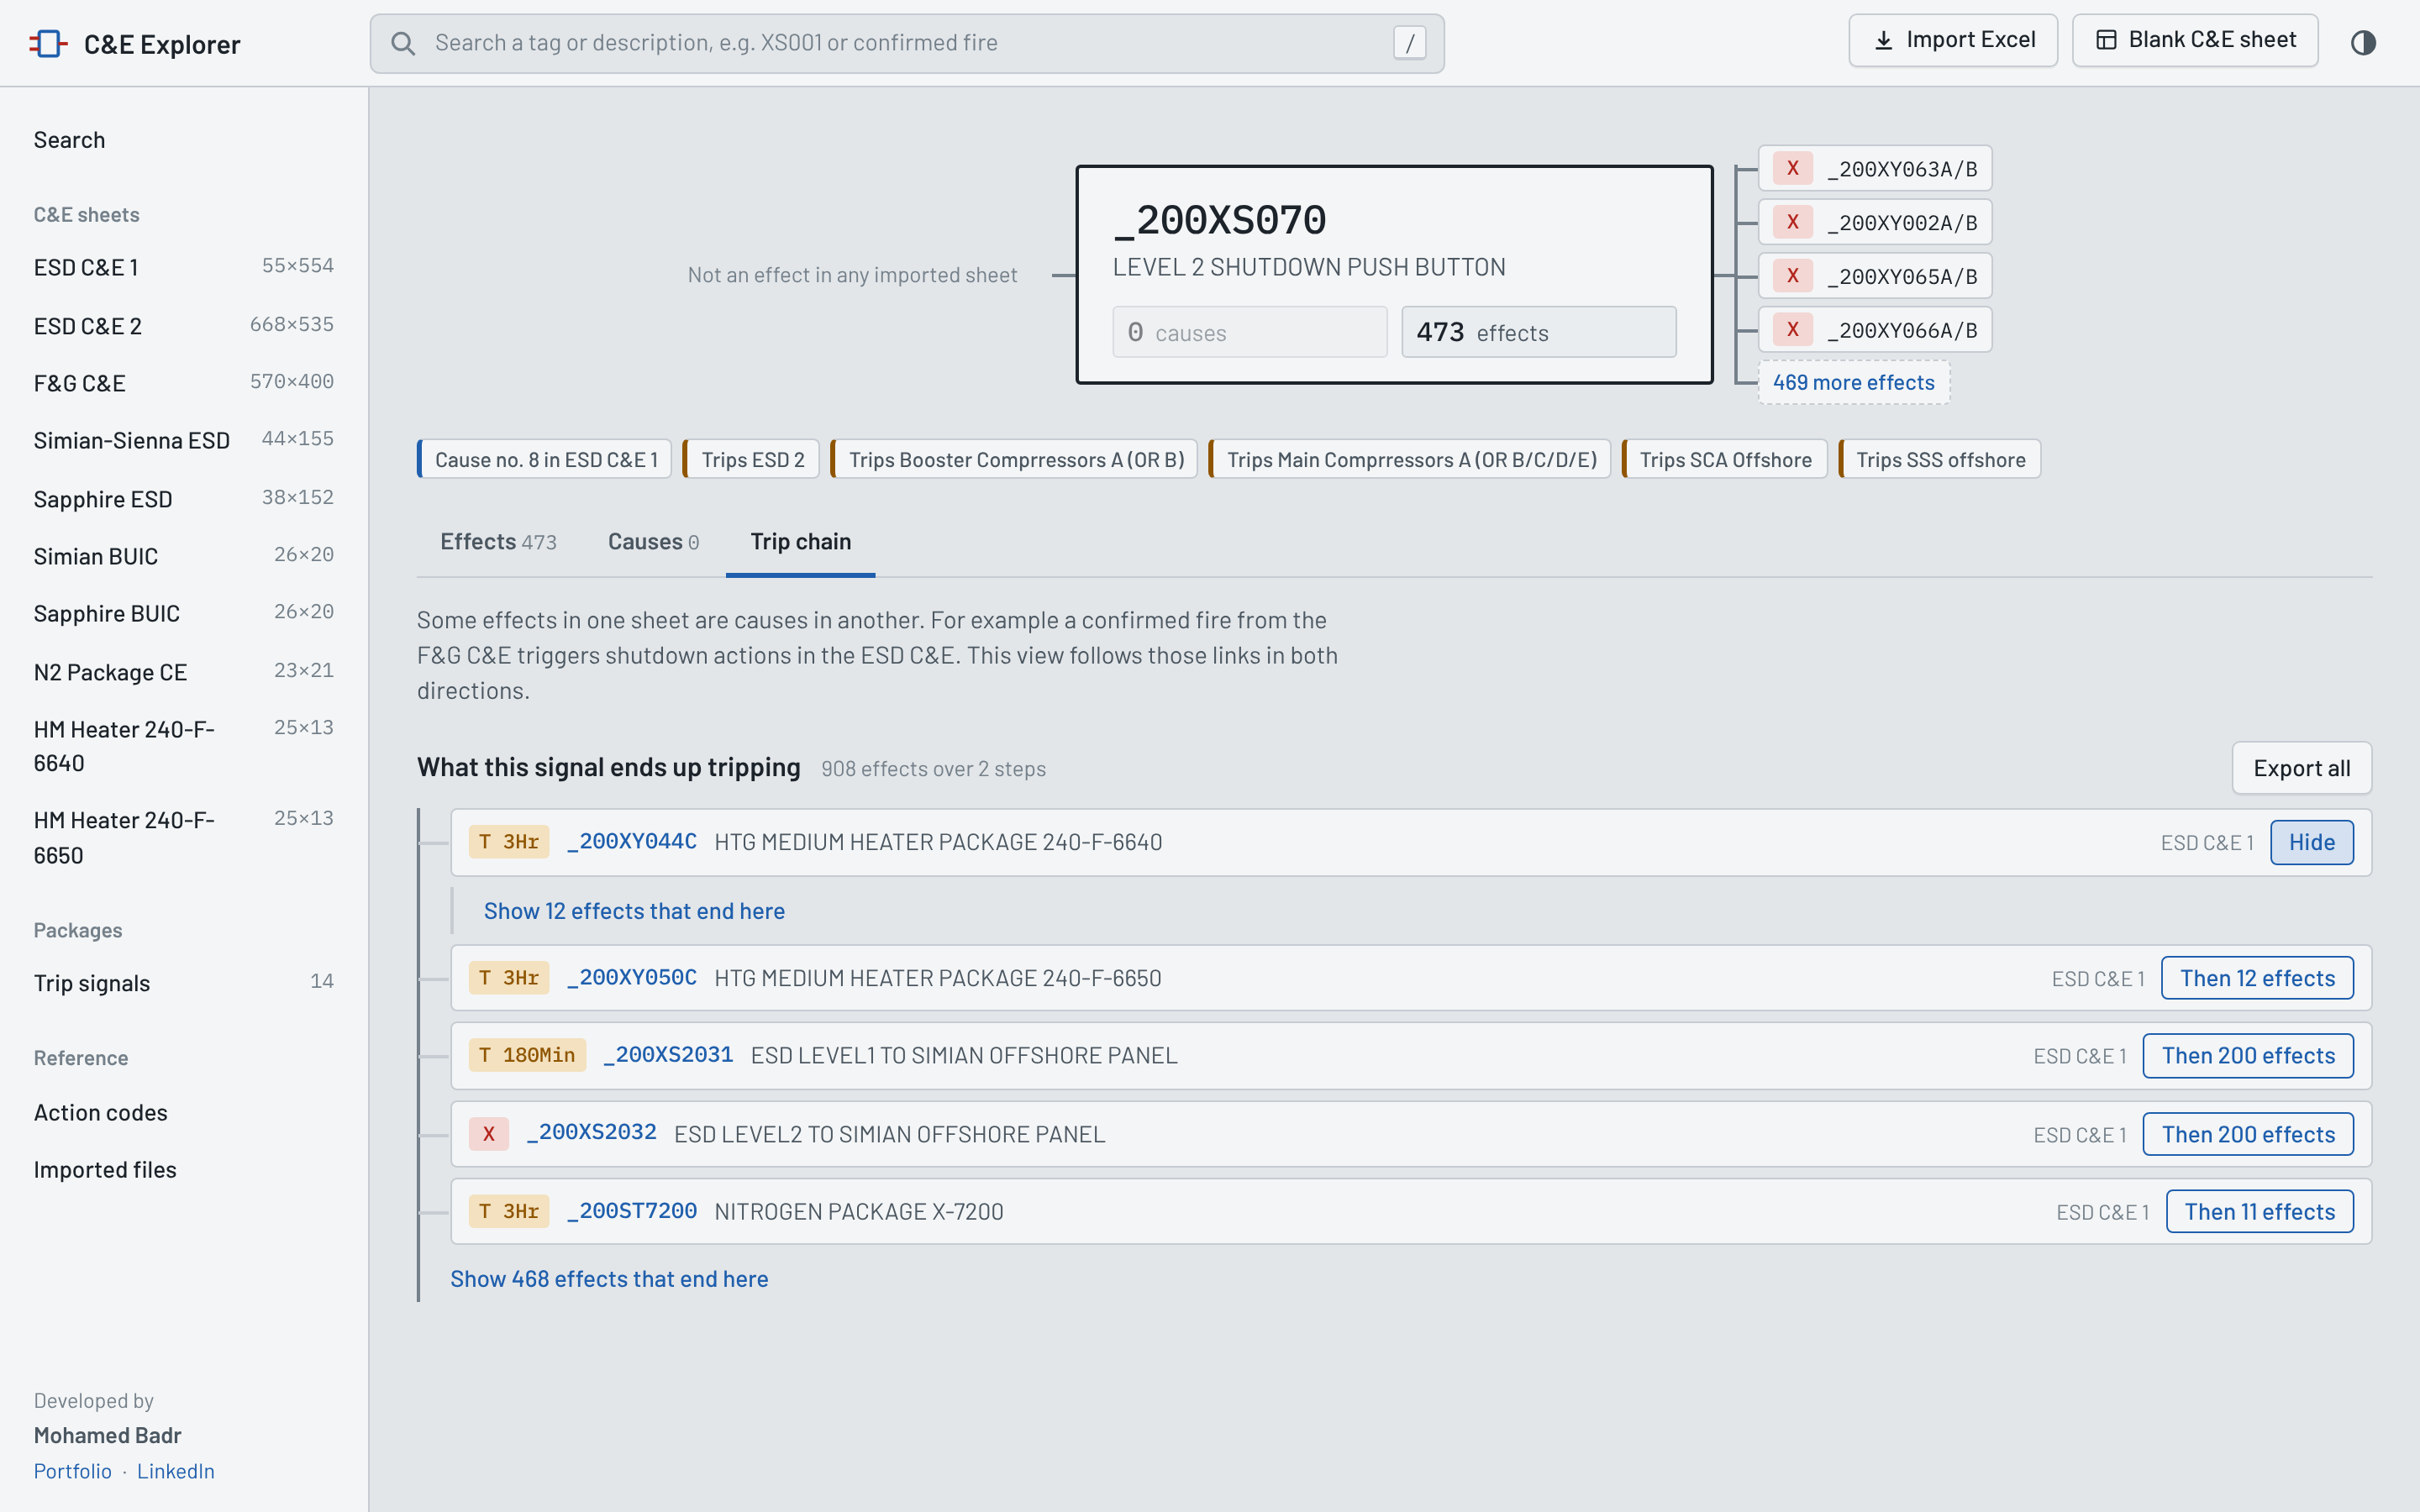 C&E Explorer
Search a tag or description, e.g. XS001 or confirmed fire
/
Import Excel
Blank C&E sheet
Search
C&E sheets
ESD C&E 1 55×554
ESD C&E 2 668×535
F&G C&E 570×400
Simian-Sienna ESD 44×155
Sapphire ESD 38×152
Simian BUIC 26×20
Sapphire BUIC 26×20
N2 Package CE 23×21
HM Heater 240-F- 25×13
6640
HM Heater 240-F- 25×13
6650
Packages
Trip signals 14
Reference
Action codes
Imported files
Developed by
Mohamed Badr
Portfolio · LinkedIn
Not an effect in any imported sheet
_200XS070
LEVEL 2 SHUTDOWN PUSH BUTTON
0 causes
473 effects
X _200XY063A/B
X _200XY002A/B
X _200XY065A/B
X _200XY066A/B
469 more effects
Cause no. 8 in ESD C&E 1
Trips ESD 2
Trips Booster Comprressors A (OR B)
Trips Main Comprressors A (OR B/C/D/E)
Trips SCA Offshore
Trips SSS offshore
Effects 473
Causes 0
Trip chain
Some effects in one sheet are causes in another. For example a confirmed fire from the
F&G C&E triggers shutdown actions in the ESD C&E. This view follows those links in both
directions.
What this signal ends up tripping 908 effects over 2 steps
Export all
T 3Hr _200XY044C HTG MEDIUM HEATER PACKAGE 240-F-6640 ESD C&E 1 Hide
Show 12 effects that end here
T 3Hr _200XY050C HTG MEDIUM HEATER PACKAGE 240-F-6650 ESD C&E 1 Then 12 effects
T 180Min _200XS2031 ESD LEVEL1 TO SIMIAN OFFSHORE PANEL ESD C&E 1 Then 200 effects
X _200XS2032 ESD LEVEL2 TO SIMIAN OFFSHORE PANEL ESD C&E 1 Then 200 effects
T 3Hr _200ST7200 NITROGEN PACKAGE X-7200 ESD C&E 1 Then 11 effects
Show 468 effects that end here